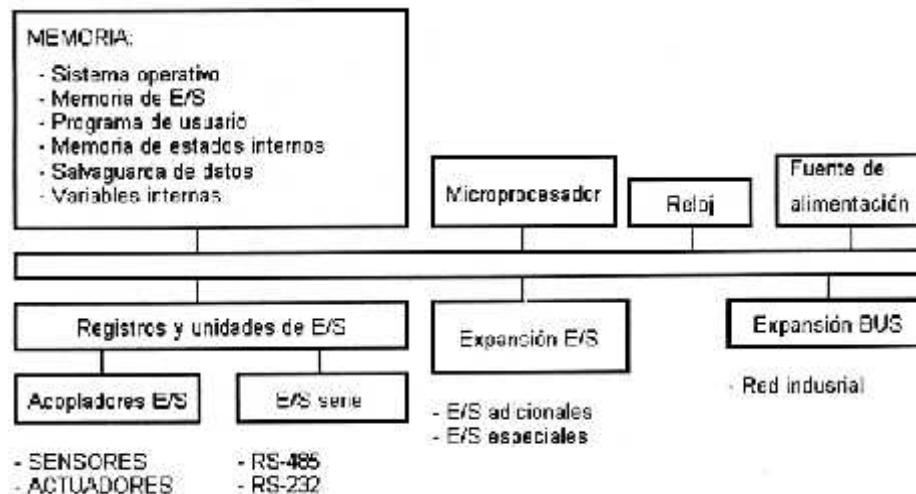 MEMORIA:
- Sistema operativo
- Memoria de E/S
- Programa de usuario
- Memoria de estados internos
- Salvaguarca de datos
- Variables internas
Microprocesador
Reloj
Fuente de
alimentación
Registros y unidades de E/S
Expansión E/S
Expansión BUS
Acopladores E/S
E/S serie
- E/S adicionales
- E/S especiales
- Red indusrial
- SENSORES
- ACTUADORES
- RS-485
- RS-232